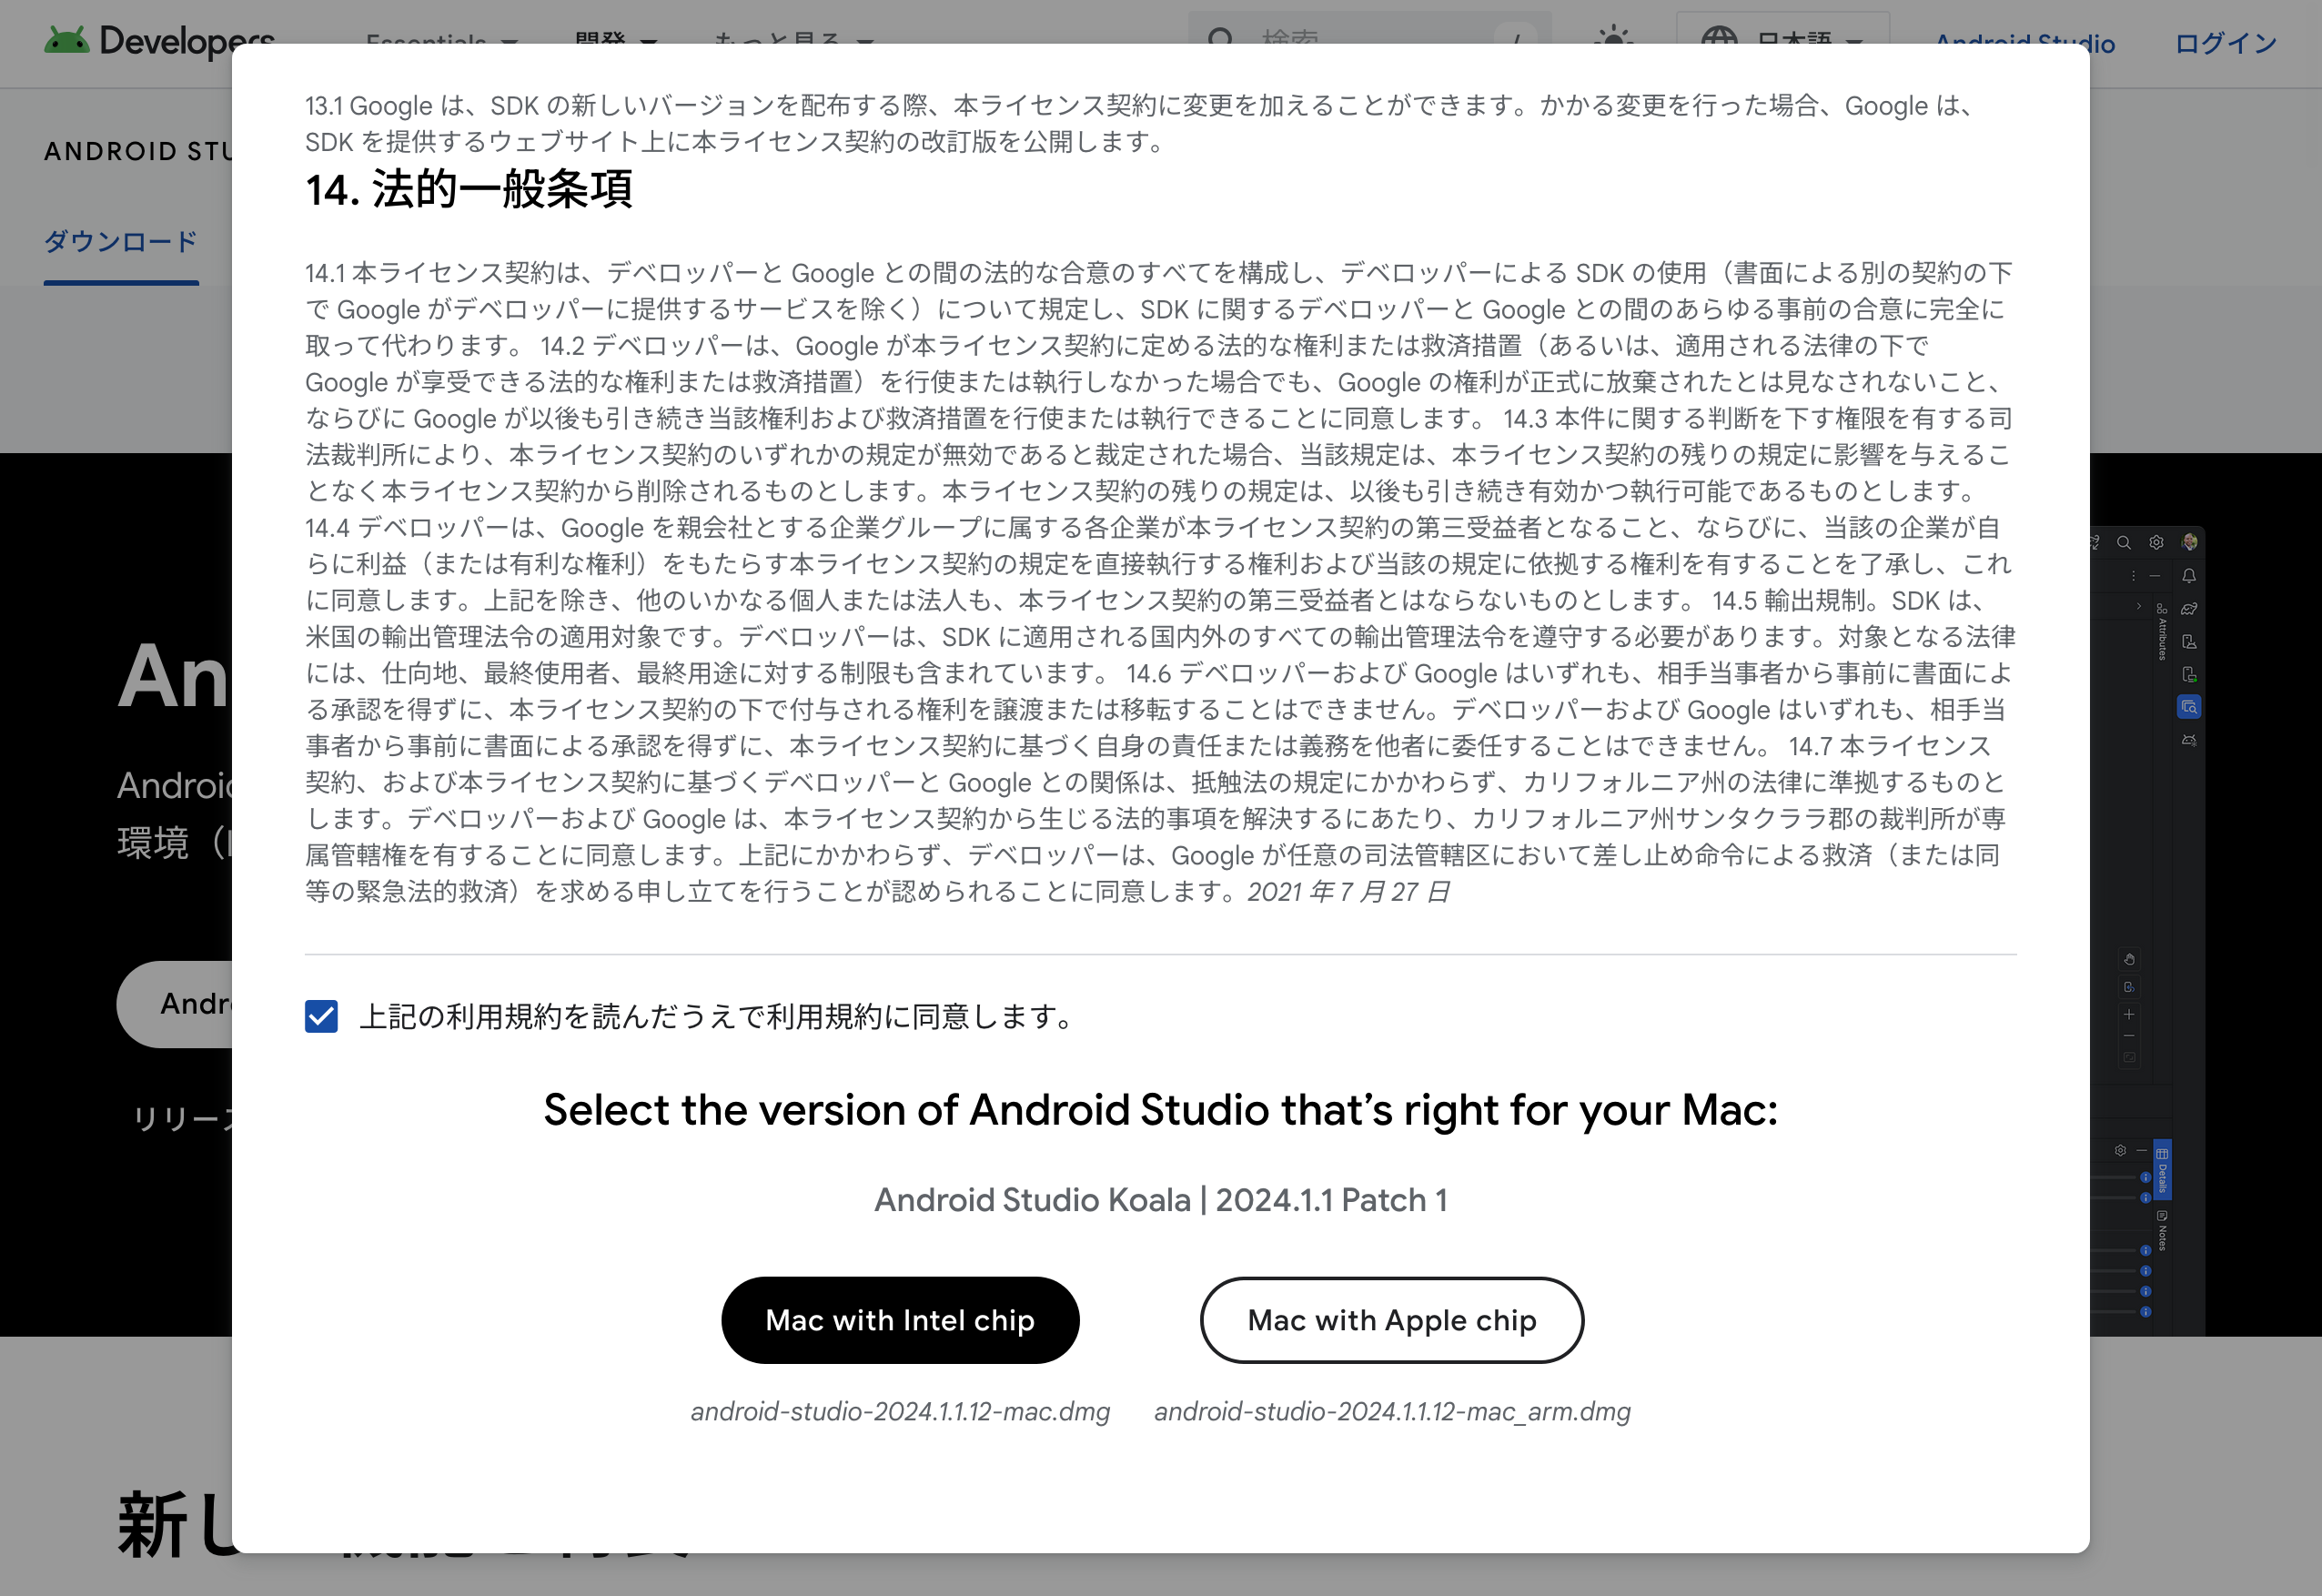 Developers
Essentials
開発
もっと見る
検索
/
日本語
Android Studio
ログイン
ANDROID STU
ダウンロード
13.1 Google は、SDK の新しいバージョンを配布する際、本ライセンス契約に変更を加えることができます。かかる変更を行った場合、Google は、
SDK を提供するウェブサイト上に本ライセンス契約の改訂版を公開します。
14. 法的一般条項
14.1 本ライセンス契約は、デベロッパーと Google との間の法的な合意のすべてを構成し、デベロッパーによる SDK の使用（書面による別の契約の下
で Google がデベロッパーに提供するサービスを除く）について規定し、SDK に関するデベロッパーと Google との間のあらゆる事前の合意に完全に
取って代わります。 14.2 デベロッパーは、Google が本ライセンス契約に定める法的な権利または救済措置（あるいは、適用される法律の下で
Google が享受できる法的な権利または救済措置）を行使または執行しなかった場合でも、Google の権利が正式に放棄されたとは見なされないこと、
ならびに Google が以後も引き続き当該権利および救済措置を行使または執行できることに同意します。 14.3 本件に関する判断を下す権限を有する司
法裁判所により、本ライセンス契約のいずれかの規定が無効であると裁定された場合、当該規定は、本ライセンス契約の残りの規定に影響を与えるこ
となく本ライセンス契約から削除されるものとします。本ライセンス契約の残りの規定は、以後も引き続き有効かつ執行可能であるものとします。
14.4 デベロッパーは、Google を親会社とする企業グループに属する各企業が本ライセンス契約の第三受益者となること、ならびに、当該の企業が自
らに利益（または有利な権利）をもたらす本ライセンス契約の規定を直接執行する権利および当該の規定に依拠する権利を有することを了承し、これ
に同意します。上記を除き、他のいかなる個人または法人も、本ライセンス契約の第三受益者とはならないものとします。 14.5 輸出規制。SDK は、
米国の輸出管理法令の適用対象です。デベロッパーは、SDK に適用される国内外のすべての輸出管理法令を遵守する必要があります。対象となる法律
には、仕向地、最終使用者、最終用途に対する制限も含まれています。 14.6 デベロッパーおよび Google はいずれも、相手当事者から事前に書面によ
る承認を得ずに、本ライセンス契約の下で付与される権利を譲渡または移転することはできません。デベロッパーおよび Google はいずれも、相手当
事者から事前に書面による承認を得ずに、本ライセンス契約に基づく自身の責任または義務を他者に委任することはできません。 14.7 本ライセンス
契約、および本ライセンス契約に基づくデベロッパーと Google との関係は、抵触法の規定にかかわらず、カリフォルニア州の法律に準拠するものと
します。デベロッパーおよび Google は、本ライセンス契約から生じる法的事項を解決するにあたり、カリフォルニア州サンタクララ郡の裁判所が専
属管轄権を有することに同意します。上記にかかわらず、デベロッパーは、Google が任意の司法管轄区において差し止め命令による救済（または同
等の緊急法的救済）を求める申し立てを行うことが認められることに同意します。2021 年 7 月 27 日
上記の利用規約を読んだうえで利用規約に同意します。
Select the version of Android Studio that's right for your Mac:
Android Studio Koala | 2024.1.1 Patch 1
Mac with Intel chip
Mac with Apple chip
android-studio-2024.1.1.12-mac.dmg
android-studio-2024.1.1.12-mac_arm.dmg
An
Android
環境（
Andr
リリース
新し
Attributes
Details
Notes